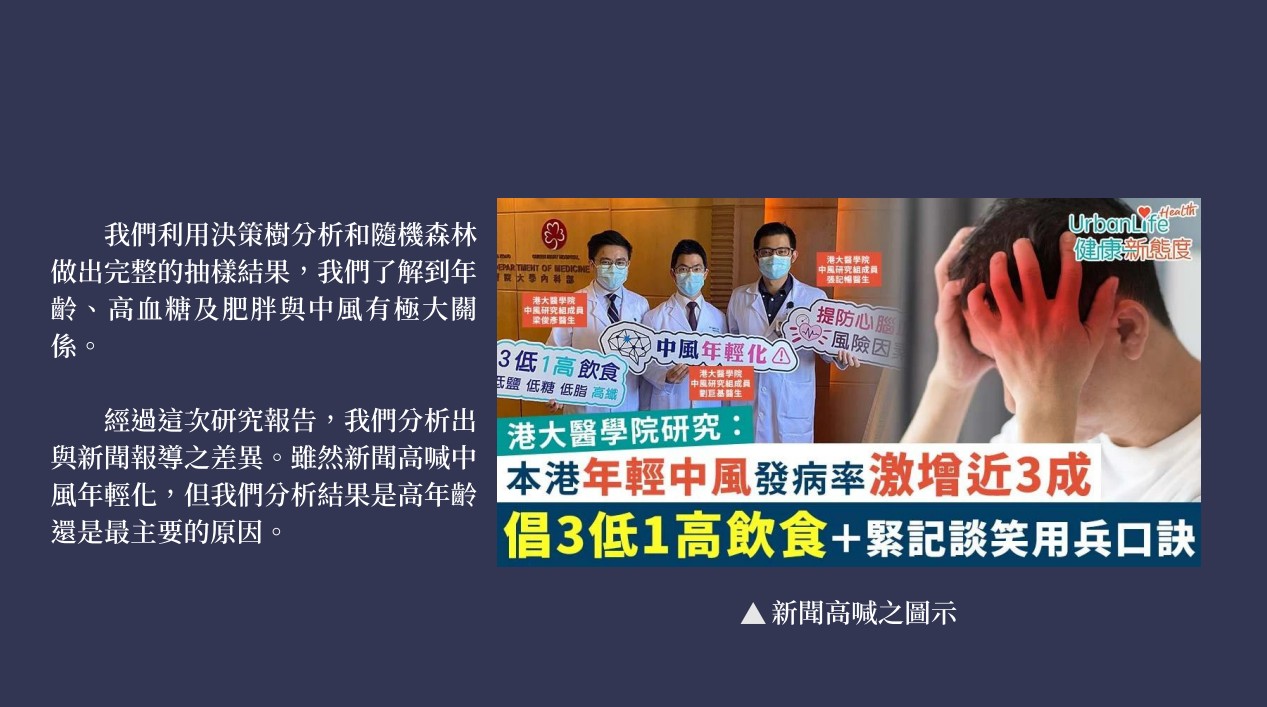 我們利用決策樹分析和隨機森林
做出完整的抽樣結果，我們了解到年
齡、高血糖及肥胖與中風有極大關
係。
經過這次研究報告，我們分析出
與新聞報導之差異。雖然新聞高喊中
風年輕化，但我們分析結果是高年齡
還是最主要的原因。
UrbanLife
Health
健康新態度
港大醫學院
中風研究組成員
張記暢醫生
港大醫學院
中風研究組成員
梁俊彥醫生
提防心腦
風險因
中風年輕化
3低1高飲食
低鹽 低糖 低脂 高纖
港大醫學院
中風研究組成員
劉巨基醫生
港大醫學院研究：
本港年輕中風發病率激增近3成
倡3低1高飲食＋緊記談笑用兵口訣
▲ 新聞高喊之圖示